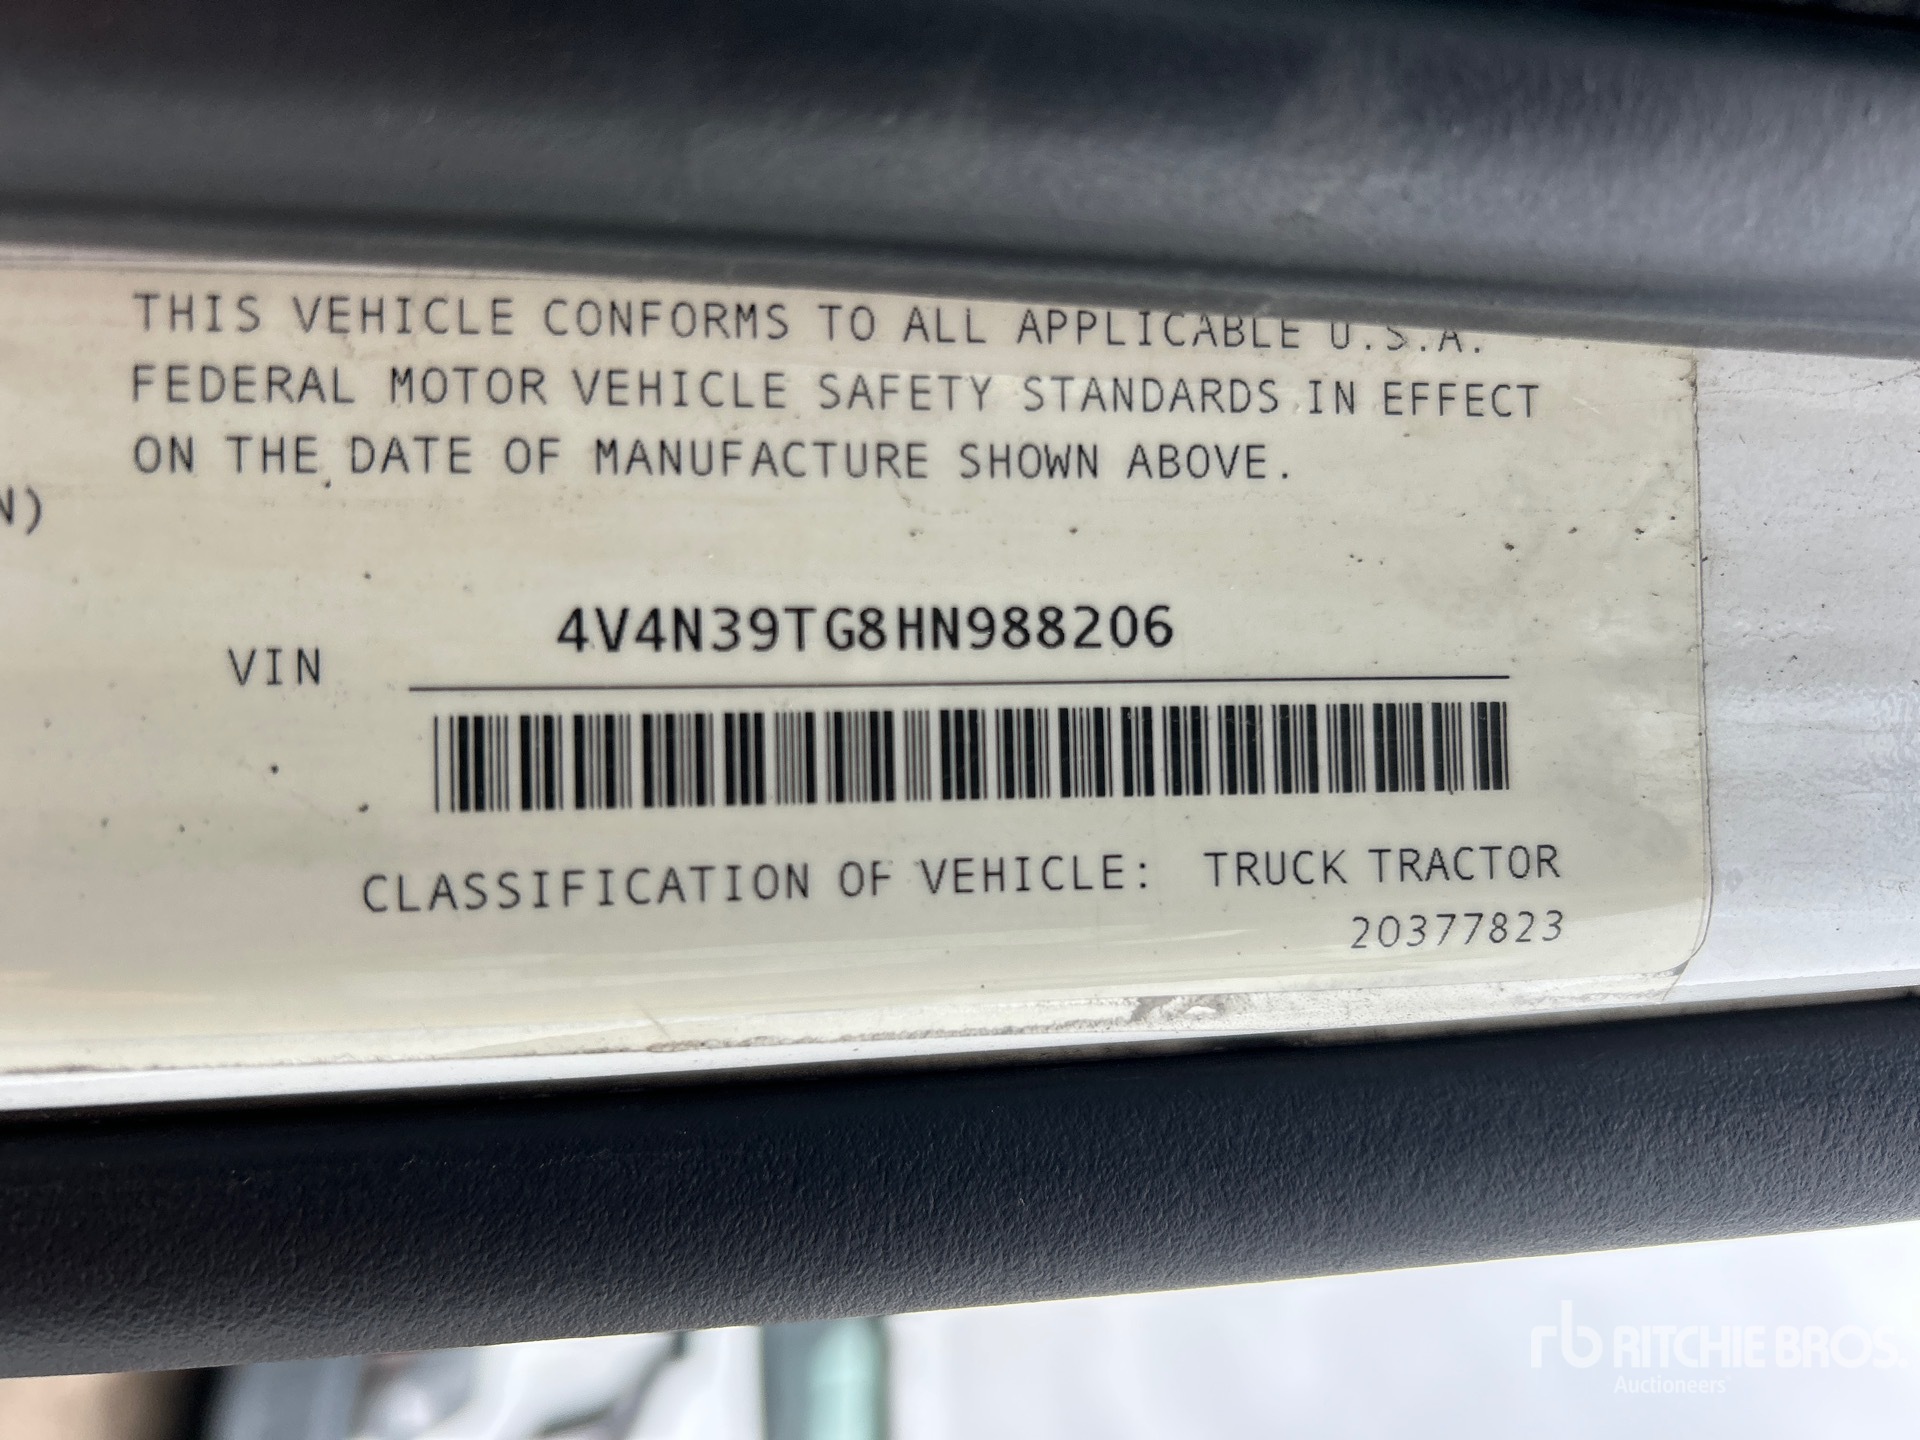 THIS VEHICLE CONFORMS TO ALL APPLICABLE U.S.A.
FEDERAL MOTOR VEHICLE SAFETY STANDARDS IN EFFECT
ON THE DATE OF MANUFACTURE SHOWN ABOVE.
N)
VIN 4V4N39TG8HN988206
CLASSIFICATION OF VEHICLE: TRUCK TRACTOR
20377823
rb RITCHIE BROS.
Auctioneers